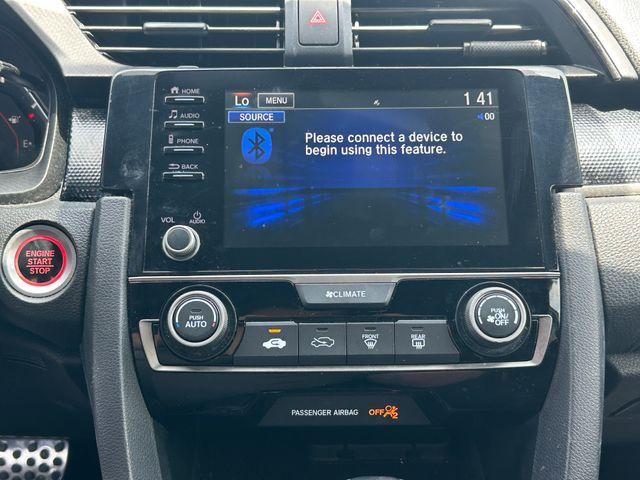 HOME
AUDIO
PHONE
BACK
VOL
AUDIO
Lo
MENU
1 41
SOURCE
00
Please connect a device to
begin using this feature.
ENGINE
START
STOP
CLIMATE
PUSH
AUTO
FRONT
REAR
PUSH
ON/
OFF
PASSENGER AIRBAG OFF 2
E